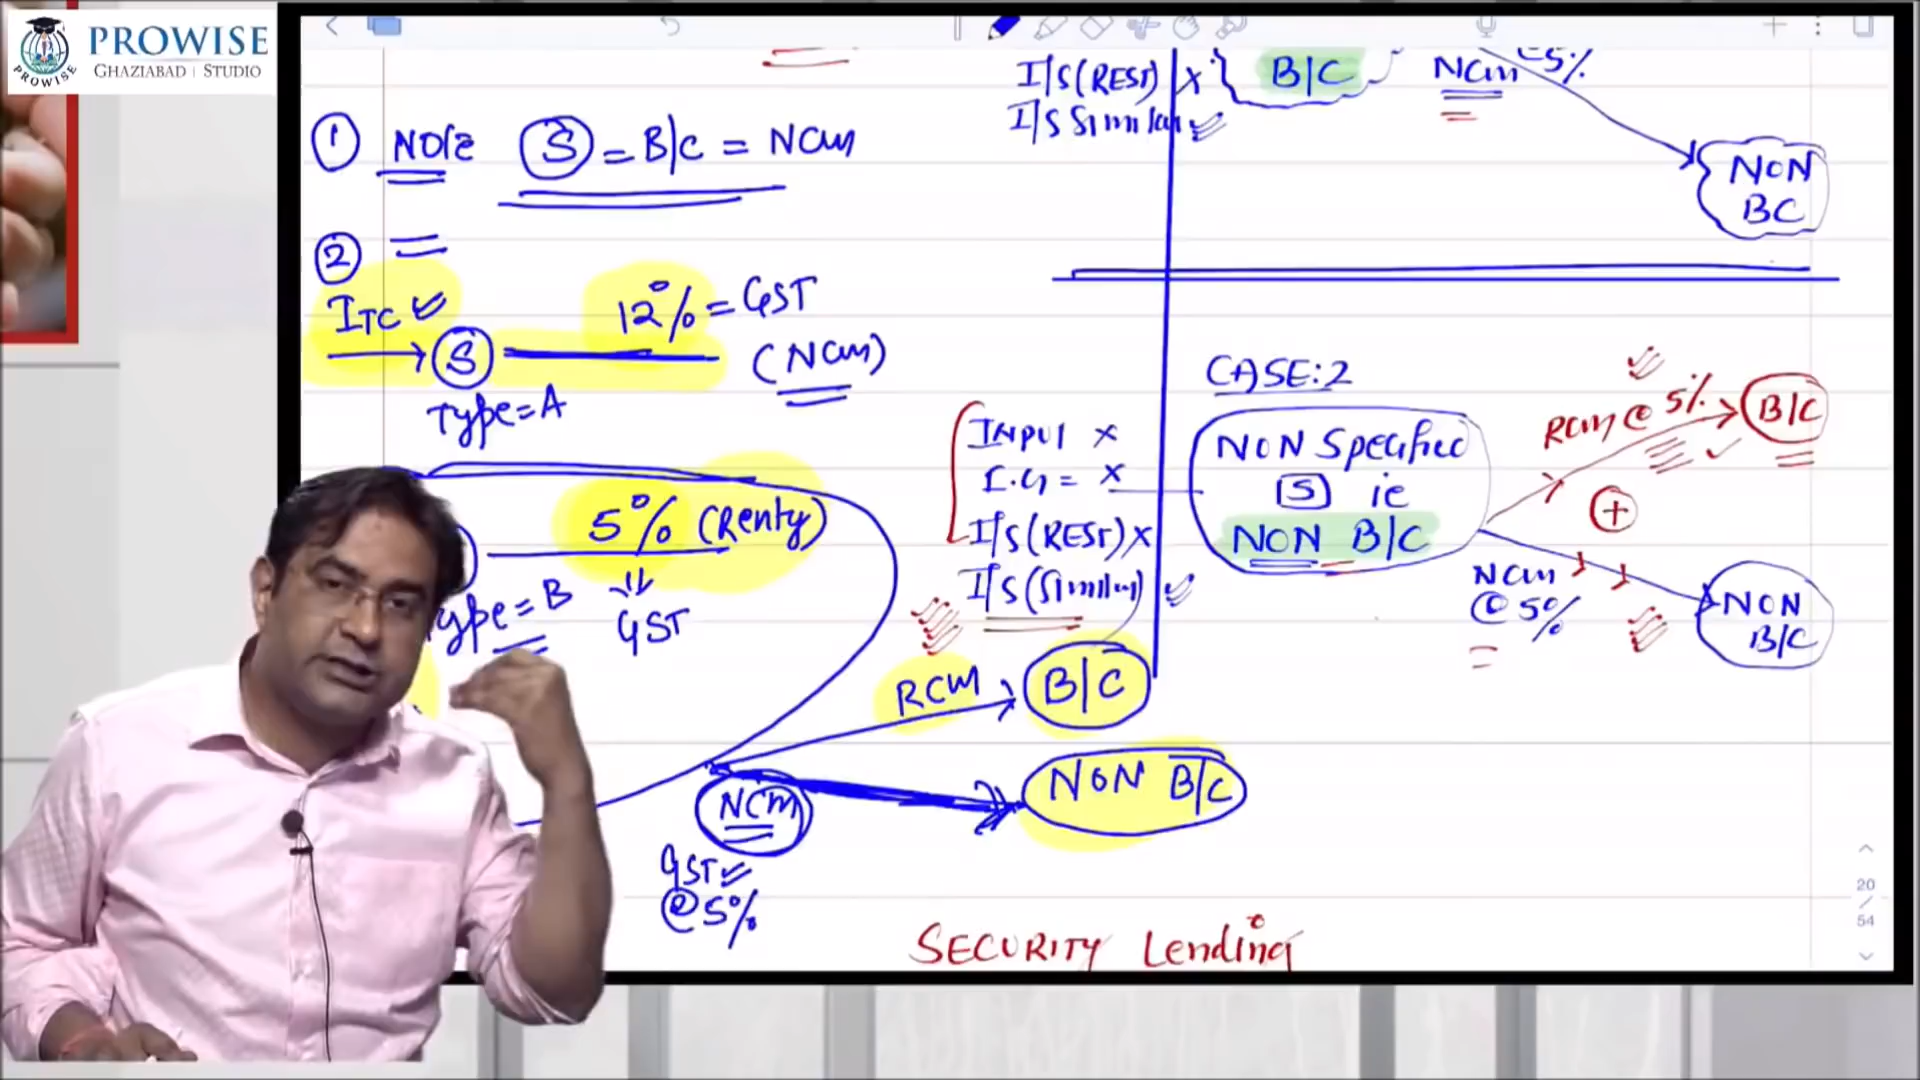 PROWISE
GHAZIABAD | STUDIO
PROWISE
① NOTE (S) = B/C = NCM
②
ITC
12% = GST
(S)
(NCM)
Type = A
5% (Renty)
ype = B
GST
NCM
GST
@ 5%
RCM
B/C
NON B/C
I/S (REST) X
I/S Similar
B/C
NCM
5%
NON
BC
CASE:2
INPUT X
I.G = X
I/S (REST) X
I/S (Similar)
NON Specified
[S] ie
NON B/C
RCM @ 5%
B/C
+
NCM
@ 5%
NON
B/C
SECURITY Lending
20
/
54